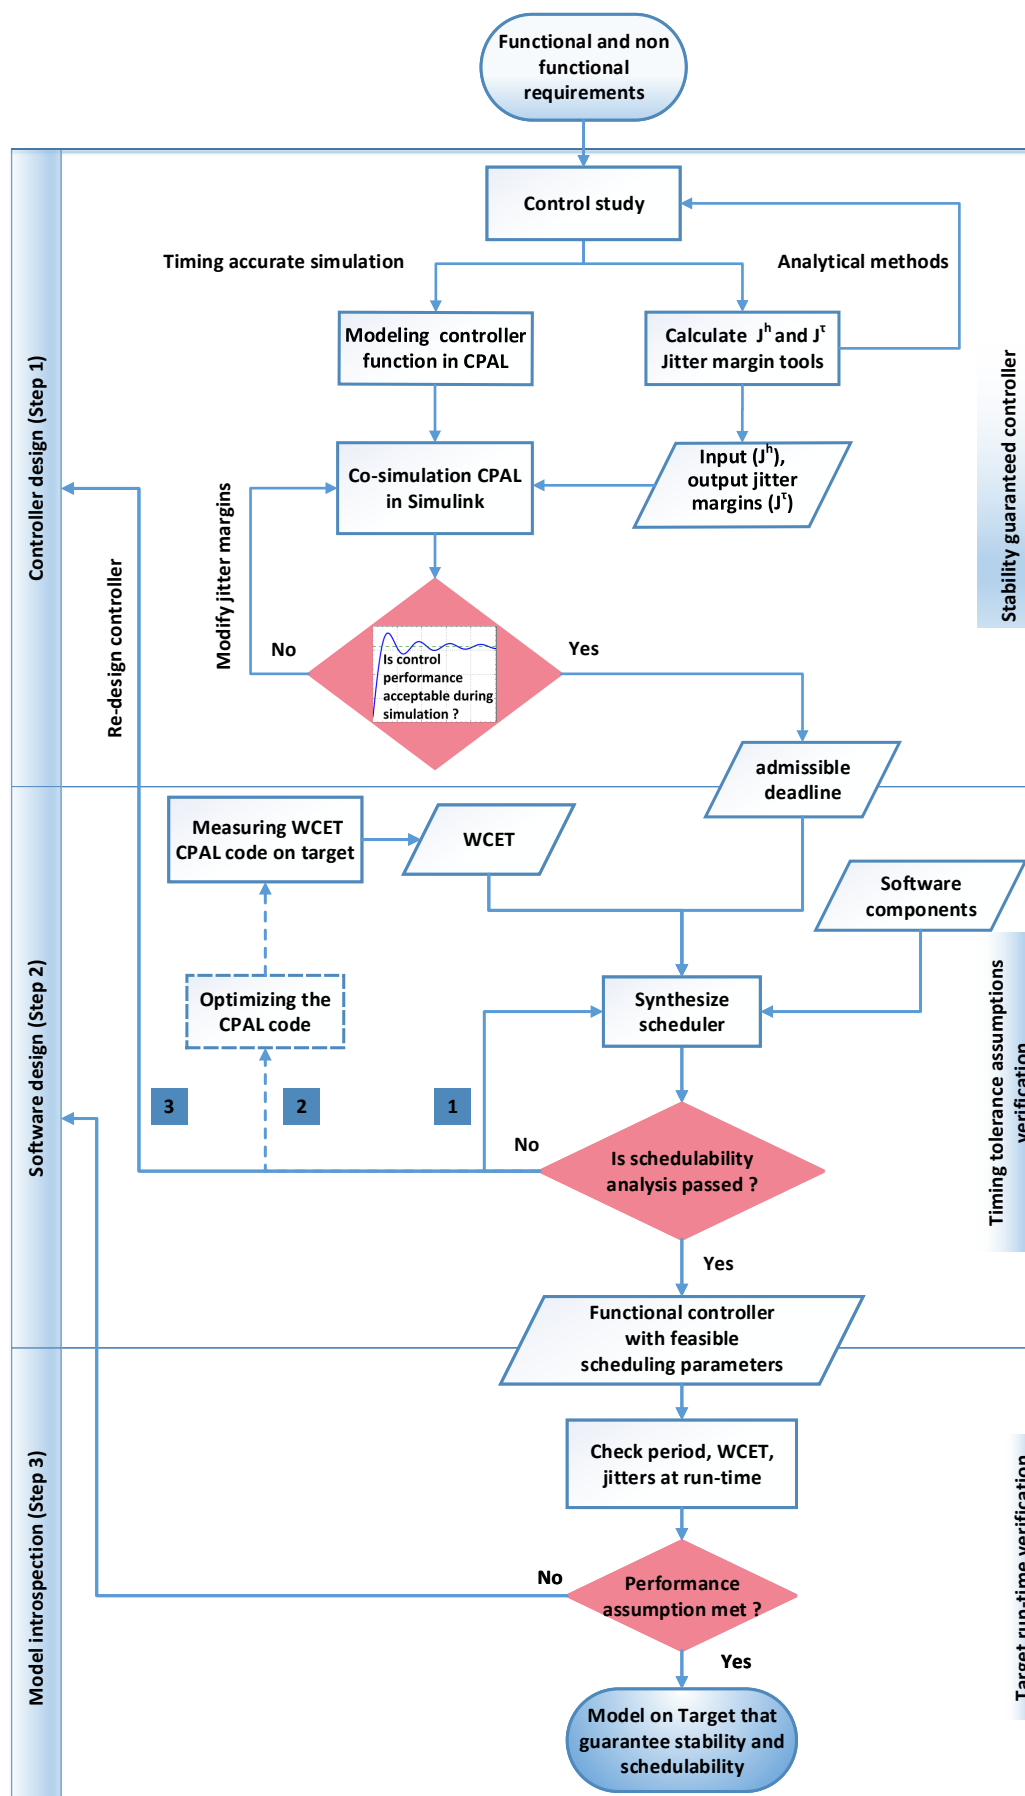 Functional and non
functional
requirements
Control study
Timing accurate simulation
Analytical methods
Modeling controller
function in CPAL
Calculate J^h and J^τ
Jitter margin tools
Co-simulation CPAL
in Simulink
Input (J^h),
output jitter
margins (J^τ)
Controller design (Step 1)
Re-design controller
Modify jitter margins
Stability guaranteed controller
No
Is control
performance
acceptable during
simulation ?
Yes
admissible
deadline
Measuring WCET
CPAL code on target
WCET
Software
components
Optimizing the
CPAL code
Synthesize
scheduler
Software design (Step 2)
Timing tolerance assumptions
verification
3
2
1
No
Is schedulability
analysis passed ?
Yes
Functional controller
with feasible
scheduling parameters
Check period, WCET,
jitters at run-time
Model introspection (Step 3)
Target run-time verification
No
Performance
assumption met ?
Yes
Model on Target that
guarantee stability and
schedulability